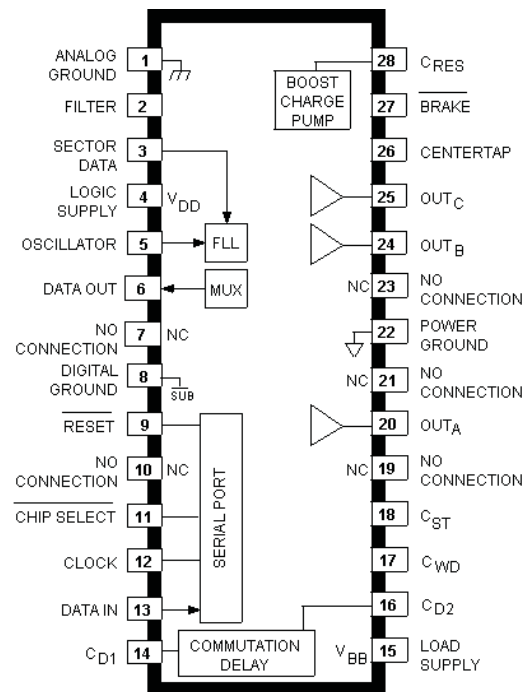 ANALOG
GROUND
1
FILTER
2
SECTOR
DATA
3
LOGIC
SUPPLY
4
VDD
OSCILLATOR
5
FLL
DATA OUT
6
MUX
NO
CONNECTION
7
NC
DIGITAL
GROUND
8
SUB
RESET
9
NO
CONNECTION
10
NC
CHIP SELECT
11
CLOCK
12
DATA IN
13
SERIAL PORT
CD1
14
COMMUTATION
DELAY
BOOST
CHARGE
PUMP
28
CRES
27
BRAKE
26
CENTERTAP
25
OUTC
24
OUTB
NC
23
NO
CONNECTION
22
POWER
GROUND
NC
21
NO
CONNECTION
20
OUTA
NC
19
NO
CONNECTION
18
CST
17
CWD
16
CD2
VBB
15
LOAD
SUPPLY